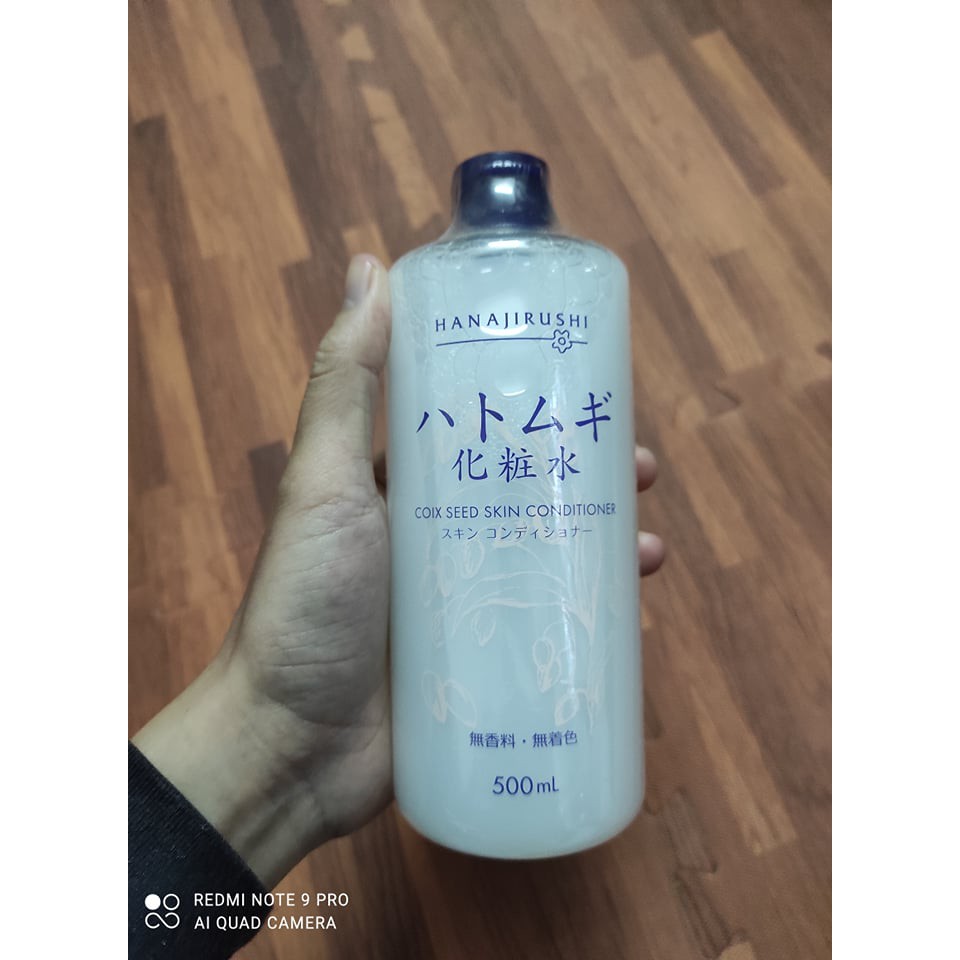 HANAJIRUSHI
ハトムギ
化粧水
COIX SEED SKIN CONDITIONER
スキン コンディショナー
無香料・無着色
500mL
REDMI NOTE 9 PRO
AI QUAD CAMERA